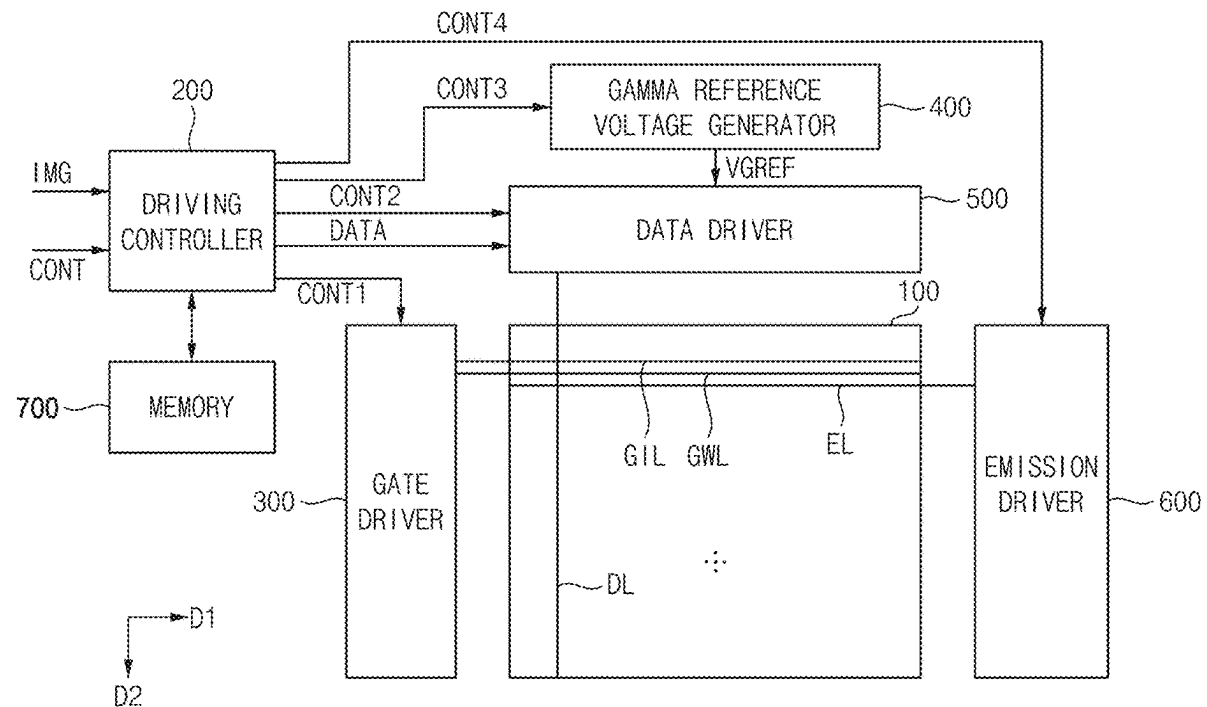 CONT4
200
CONT3
GAMMA REFERENCE
VOLTAGE GENERATOR
400
IMG
VGREF
DRIVING
CONTROLLER
CONT2
DATA
DATA DRIVER
500
CONT
CONT1
100
MEMORY
700
GIL
GWL
EL
GATE
DRIVER
300
EMISSION
DRIVER
600
DL
D1
D2